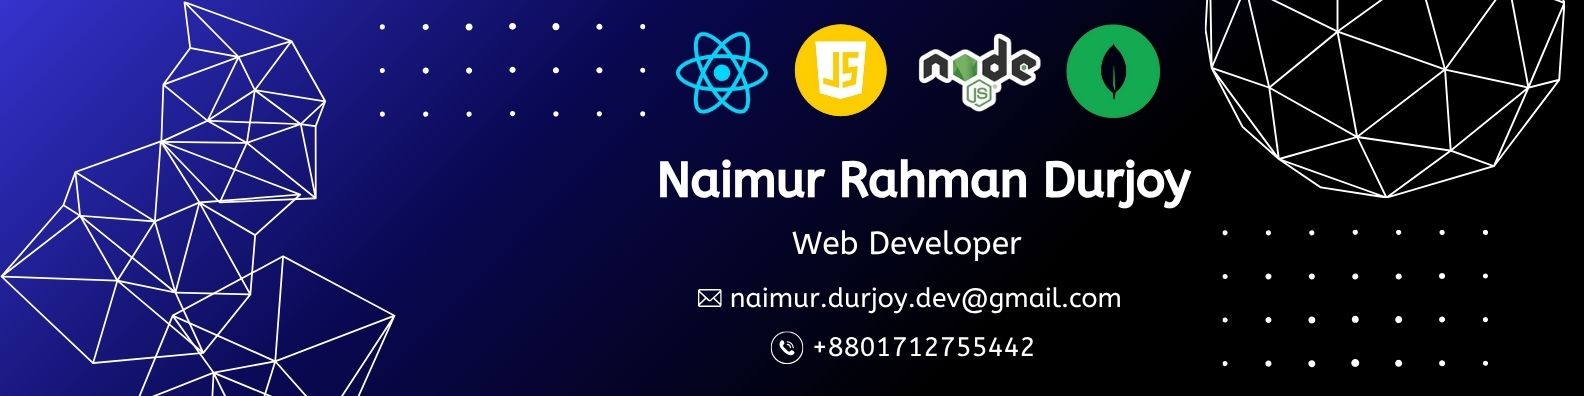 JS
node
JS
Naimur Rahman Durjoy
Web Developer
naimur.durjoy.dev@gmail.com
+8801712755442